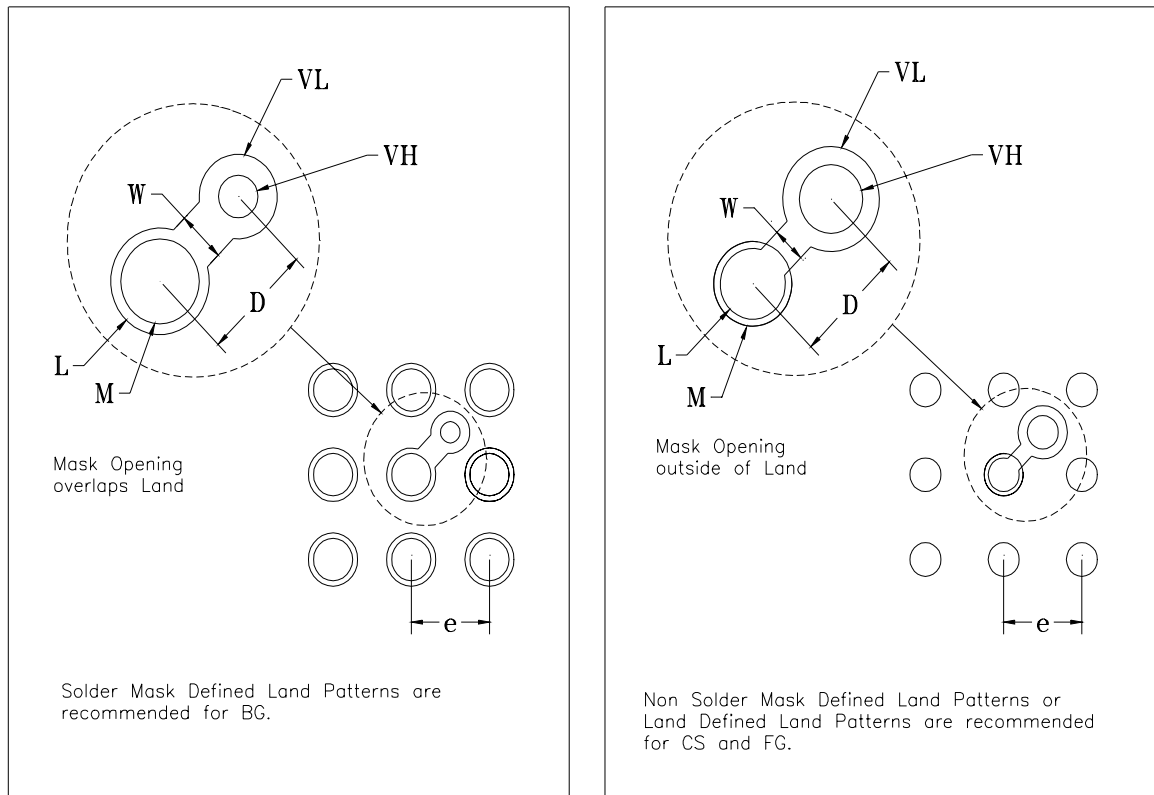 VL
VH
W
D
L
M
Mask Opening
overlaps Land
e
Solder Mask Defined Land Patterns are
recommended for BG.
VL
VH
W
D
L
M
Mask Opening
outside of Land
e
Non Solder Mask Defined Land Patterns or
Land Defined Land Patterns are recommended
for CS and FG.